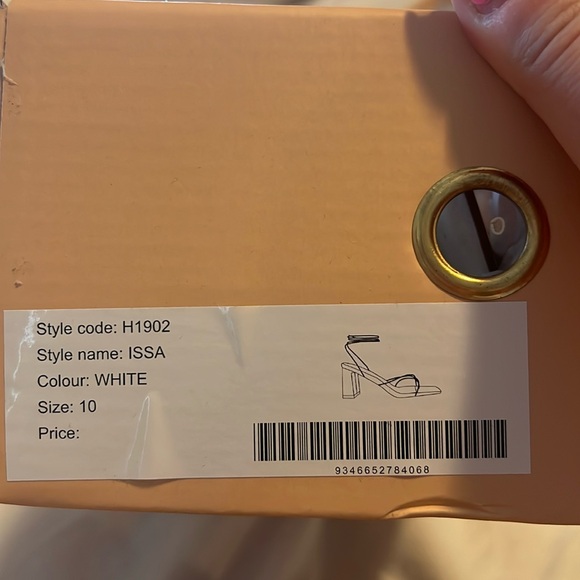 Style code: H1902
Style name: ISSA
Colour: WHITE
Size: 10
Price:
9346652784068